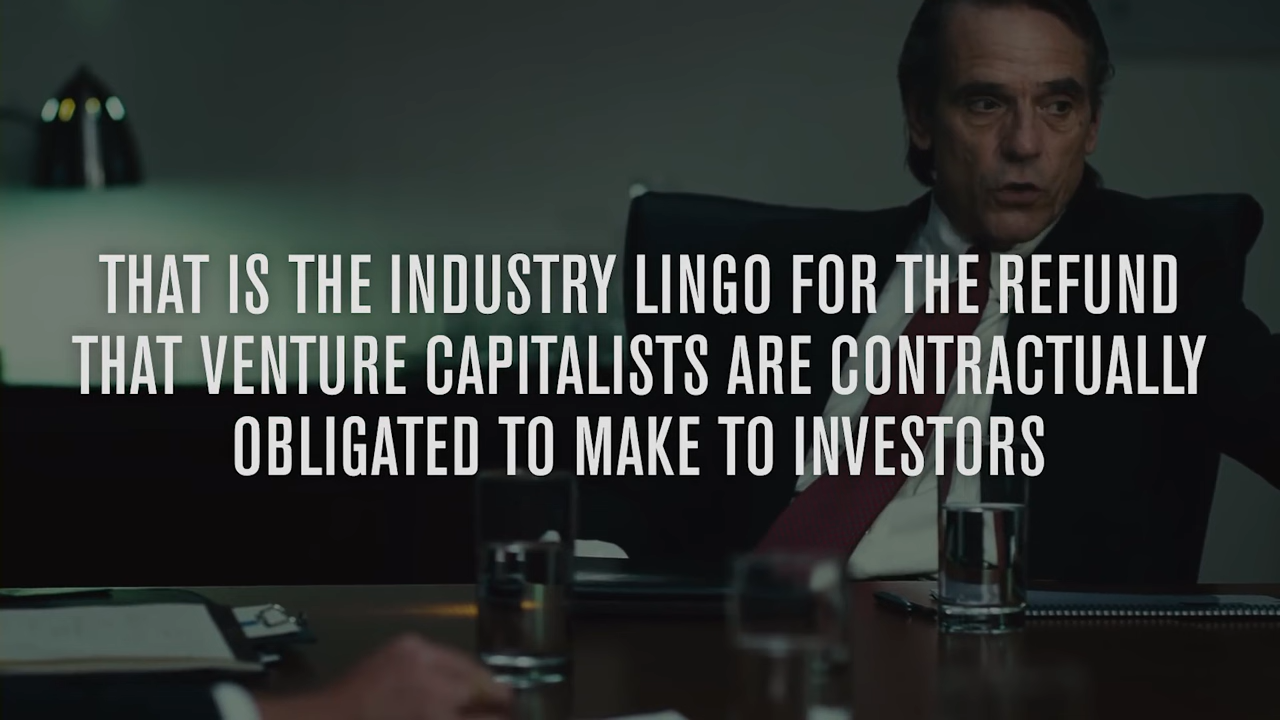 THAT IS THE INDUSTRY LINGO FOR THE REFUND
THAT VENTURE CAPITALISTS ARE CONTRACTUALLY
OBLIGATED TO MAKE TO INVESTORS